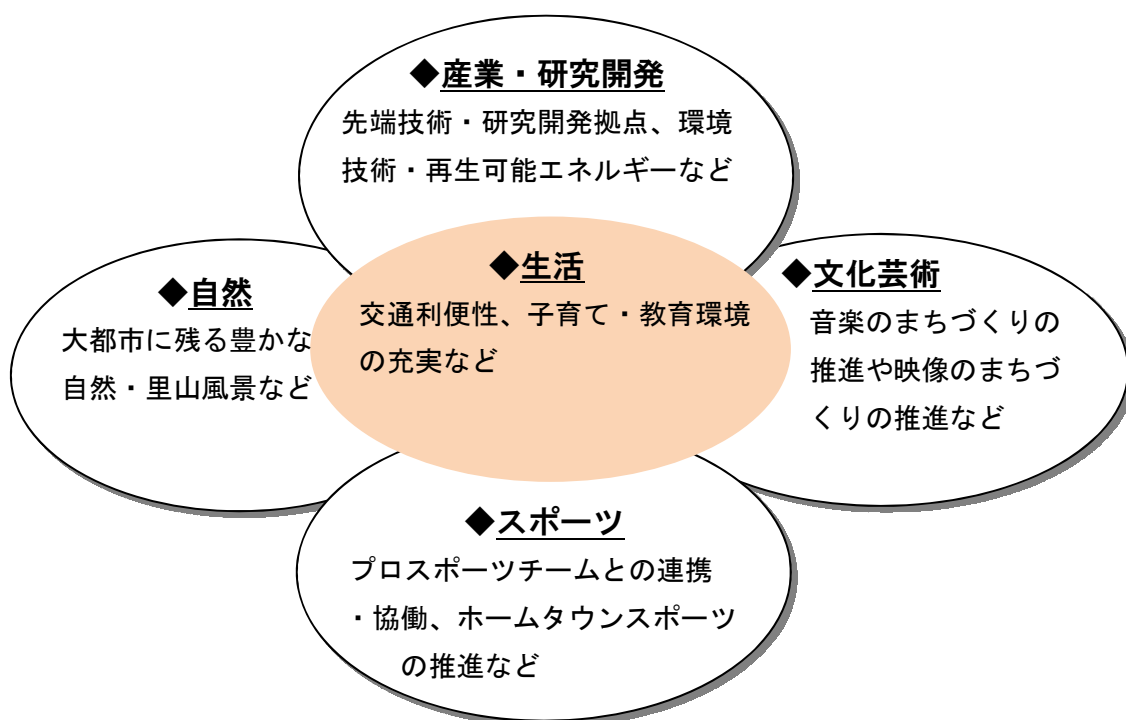 ◆産業・研究開発
先端技術・研究開発拠点、環境
技術・再生可能エネルギーなど
◆自然
大都市に残る豊かな
自然・里山風景など
◆生活
交通利便性、子育て・教育環境
の充実など
◆文化芸術
音楽のまちづくりの
推進や映像のまちづ
くりの推進など
◆スポーツ
プロスポーツチームとの連携
・協働、ホームタウンスポーツ
の推進など